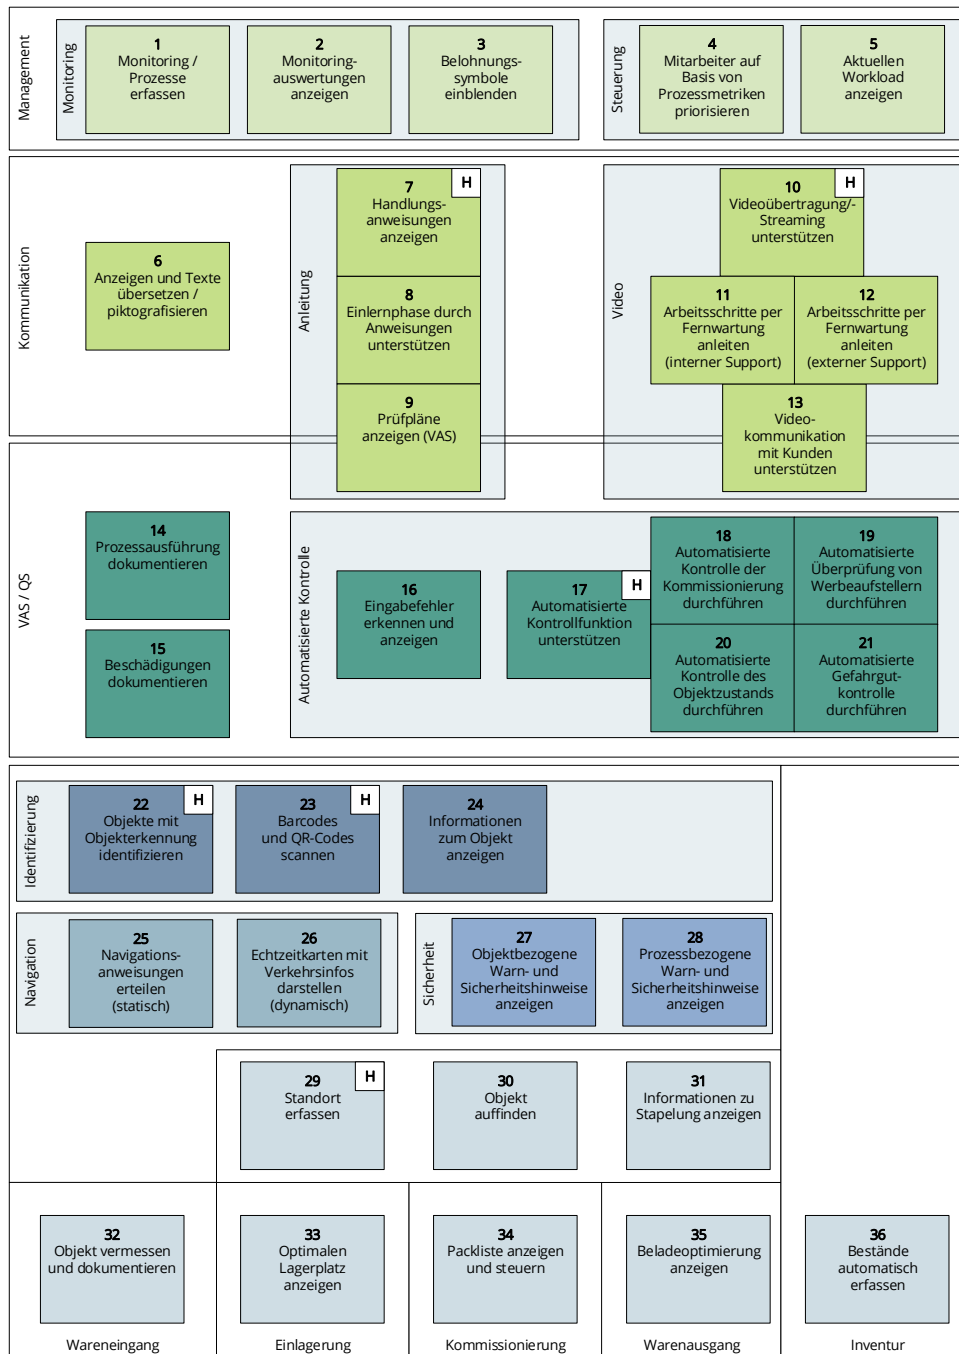 Management
Monitoring
1
Monitoring /
Prozesse
erfassen
2
Monitoring-
auswertungen
anzeigen
3
Belohnungs-
symbole
einblenden
Steuerung
4
Mitarbeiter auf
Basis von
Prozessmetriken
priorisieren
5
Aktuellen
Workload
anzeigen
Kommunikation
6
Anzeigen und Texte
übersetzen /
piktografisieren
Anleitung
7
H
Handlungs-
anweisungen
anzeigen
8
Einlernphase durch
Anweisungen
unterstützen
9
Prüfpläne
anzeigen (VAS)
Video
10
H
Videoübertragung/-
Streaming
unterstützen
11
Arbeitsschritte per
Fernwartung
anleiten
(interner Support)
12
Arbeitsschritte per
Fernwartung
anleiten
(externer Support)
13
Video-
kommunikation
mit Kunden
unterstützen
VAS / QS
14
Prozessausführung
dokumentieren
15
Beschädigungen
dokumentieren
Automatisierte Kontrolle
16
Eingabefehler
erkennen und
anzeigen
17
H
Automatisierte
Kontrollfunktion
unterstützen
18
Automatisierte
Kontrolle der
Kommissionierung
durchführen
19
Automatisierte
Überprüfung von
Werbeaufstellern
durchführen
20
Automatisierte
Kontrolle des
Objektzustands
durchführen
21
Automatisierte
Gefahrgut-
kontrolle
durchführen
Identifizierung
22
H
Objekte mit
Objekterkennung
identifizieren
23
H
Barcodes
und QR-Codes
scannen
24
Informationen
zum Objekt
anzeigen
Navigation
25
Navigations-
anweisungen
erteilen
(statisch)
26
Echtzeitkarten mit
Verkehrsinfos
darstellen
(dynamisch)
Sicherheit
27
Objektbezogene
Warn- und
Sicherheitshinweise
anzeigen
28
Prozessbezogene
Warn- und
Sicherheitshinweise
anzeigen
29
H
Standort
erfassen
30
Objekt
auffinden
31
Informationen zu
Stapelung anzeigen
32
Objekt vermessen
und dokumentieren
33
Optimalen
Lagerplatz
anzeigen
34
Packliste anzeigen
und steuern
35
Beladeoptimierung
anzeigen
36
Bestände
automatisch
erfassen
Wareneingang
Einlagerung
Kommissionierung
Warenausgang
Inventur